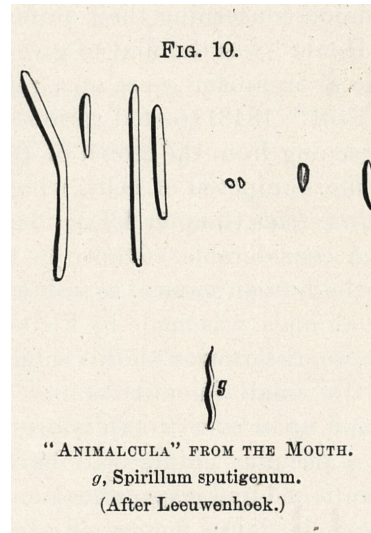 Fig. 10.
g
"Animalcula" from the Mouth.
g, Spirillum sputigenum.
(After Leeuwenhoek.)